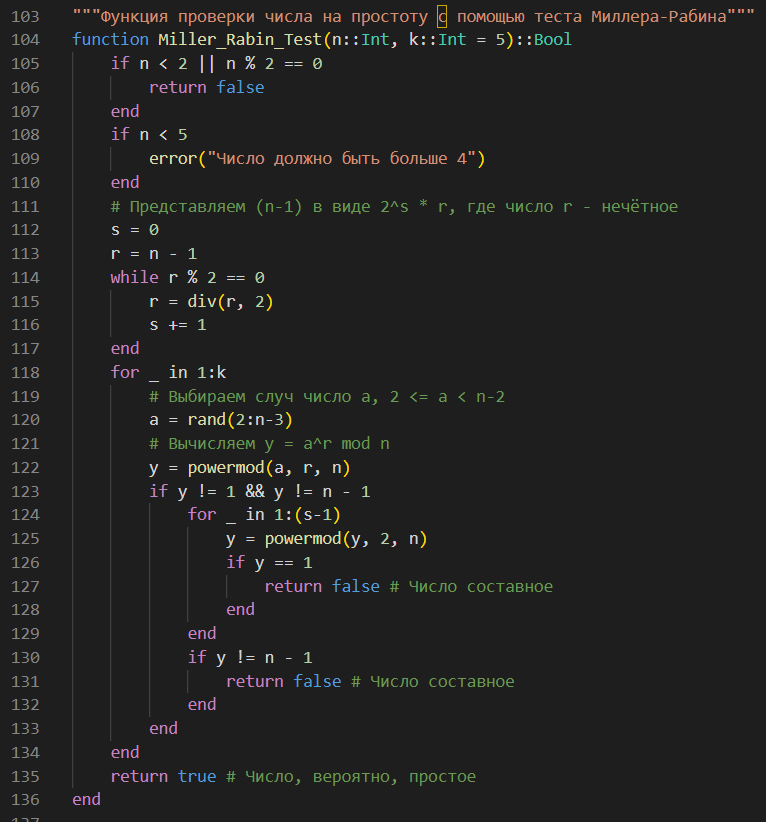 103 """Функция проверки числа на простоту с помощью теста Миллера-Рабина"""
104 function Miller_Rabin_Test(n::Int, k::Int = 5)::Bool
105     if n < 2 || n % 2 == 0
106         return false
107     end
108     if n < 5
109         error("Число должно быть больше 4")
110     end
111     # Представляем (n-1) в виде 2^s * r, где число r - нечётное
112     s = 0
113     r = n - 1
114     while r % 2 == 0
115         r = div(r, 2)
116         s += 1
117     end
118     for _ in 1:k
119         # Выбираем случ число a, 2 <= a < n-2
120         a = rand(2:n-3)
121         # Вычисляем y = a^r mod n
122         y = powermod(a, r, n)
123         if y != 1 && y != n - 1
124             for _ in 1:(s-1)
125                 y = powermod(y, 2, n)
126                 if y == 1
127                     return false # Число составное
128                 end
129             end
130             if y != n - 1
131                 return false # Число составное
132             end
133         end
134     end
135     return true # Число, вероятно, простое
136 end
137